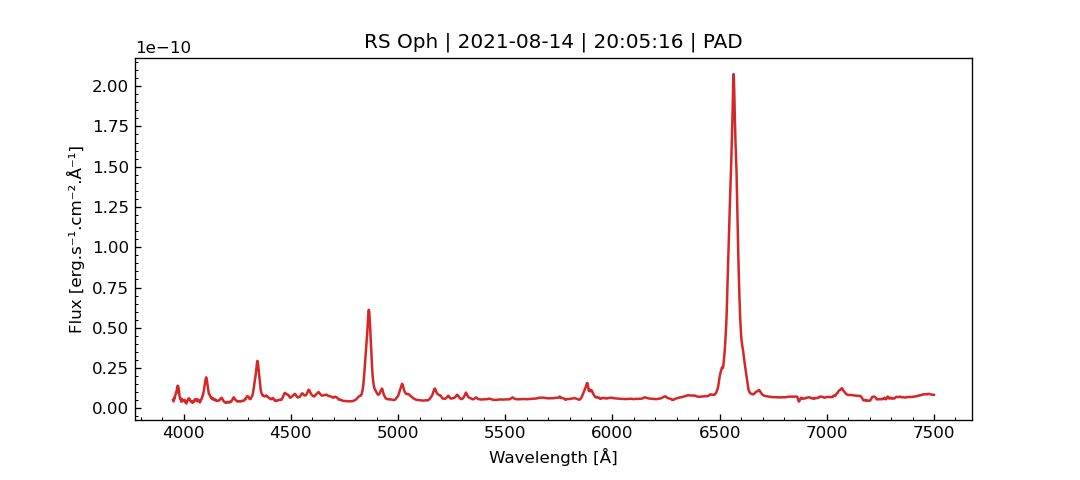 RS Oph | 2021-08-14 | 20:05:16 | PAD
1e−10
2.00
1.75
1.50
1.25
1.00
0.75
0.50
0.25
0.00
Flux [erg.s⁻¹.cm⁻².Å⁻¹]
4000 4500 5000 5500 6000 6500 7000 7500
Wavelength [Å]